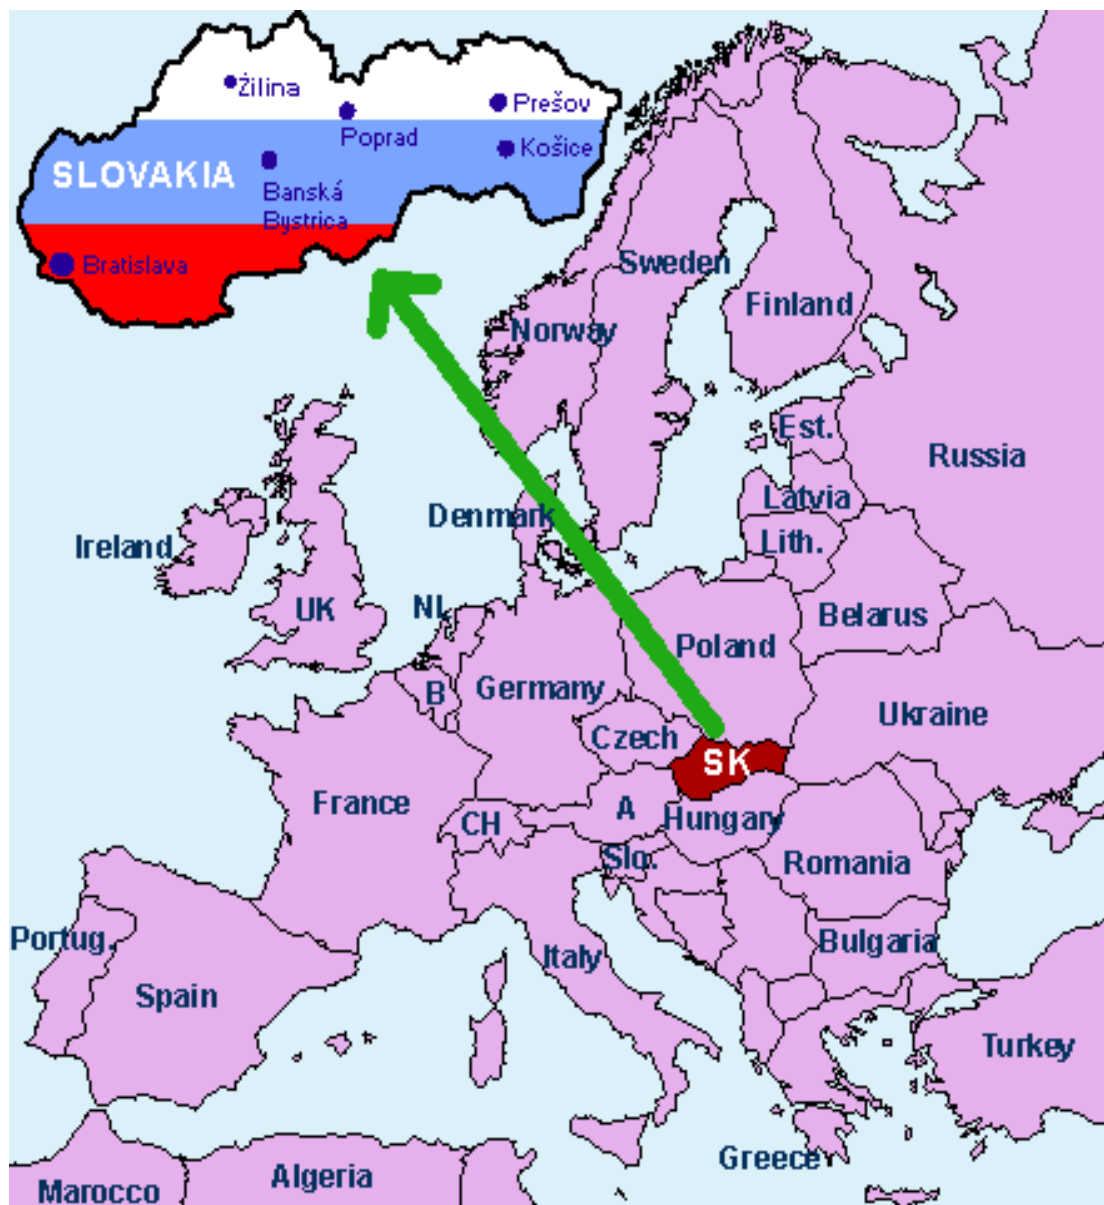 Žilina
Prešov
Poprad
Košice
SLOVAKIA
Banská
Bystrica
Bratislava
Sweden
Finland
Norway
Est.
Russia
Latvia
Denmark
Lith.
Ireland
NL
UK
Belarus
Poland
B
Germany
Ukraine
Czech
SK
France
A
CH
Hungary
Slo.
Romania
Portug.
Bulgaria
Italy
Spain
Turkey
Greece
Algeria
Marocco